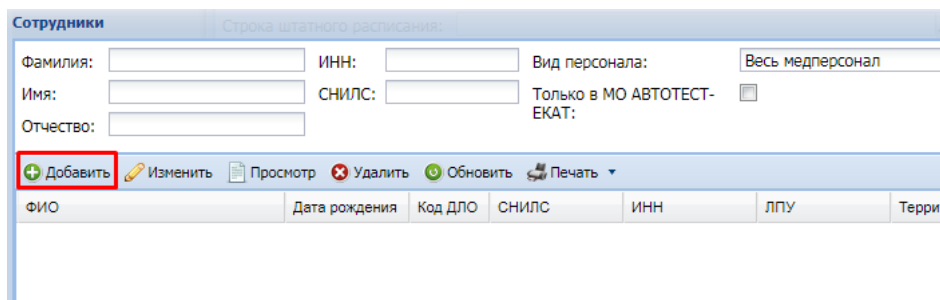 Сотрудники
Строка штатного расписания:
Фамилия: ИНН: Вид персонала: Весь медперсонал
Имя: СНИЛС: Только в МО АВТОТЕСТ-
ЕКАТ:
Отчество:
Добавить Изменить Просмотр Удалить Обновить Печать
ФИО Дата рождения Код ДЛО СНИЛС ИНН ЛПУ Терри